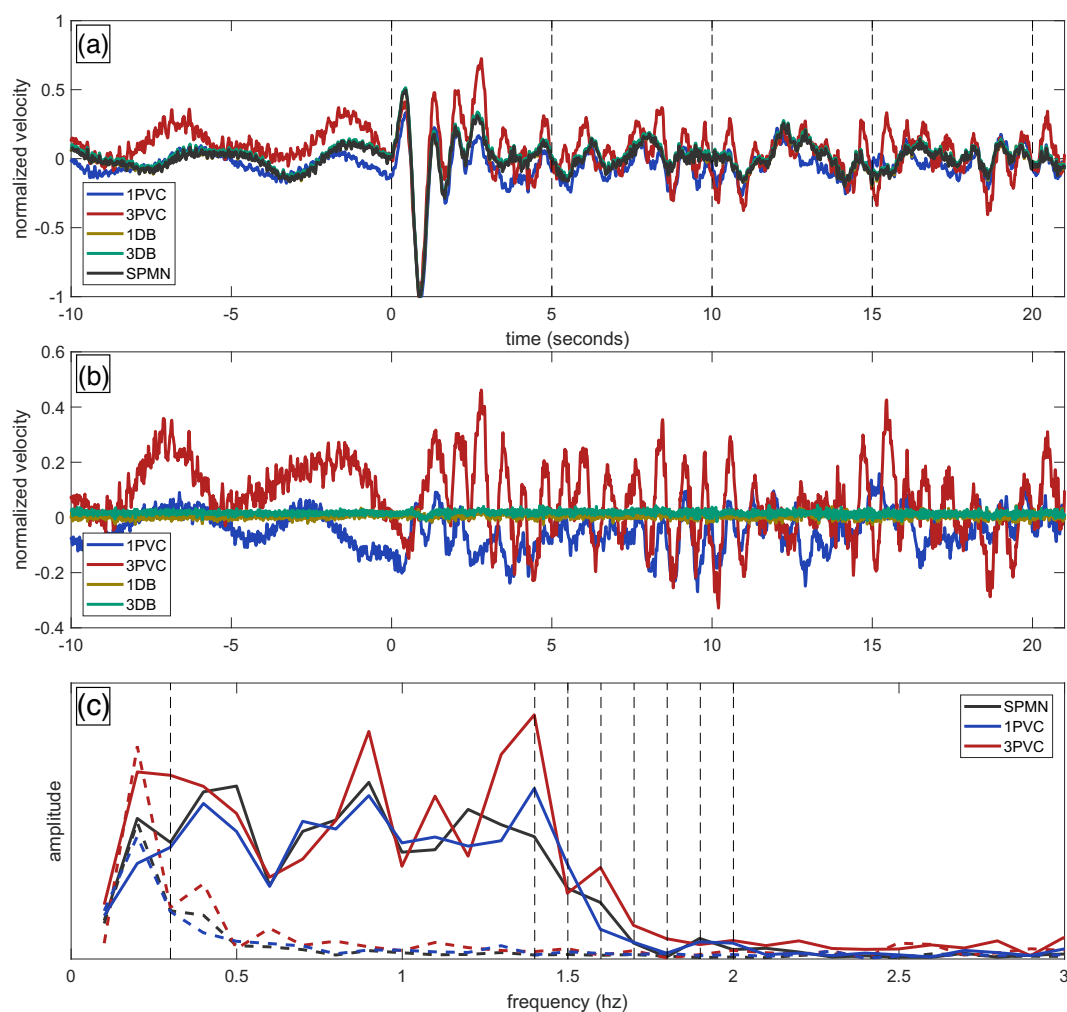 (a)
normalized velocity
1
0.5
0
-0.5
-1
1PVC
3PVC
1DB
3DB
SPMN
-10 -5 0 5 10 15 20
time (seconds)
(b)
normalized velocity
0.6
0.4
0.2
0
-0.2
-0.4
1PVC
3PVC
1DB
3DB
-10 -5 0 5 10 15 20
(c)
amplitude
SPMN
1PVC
3PVC
0 0.5 1 1.5 2 2.5 3
frequency (hz)